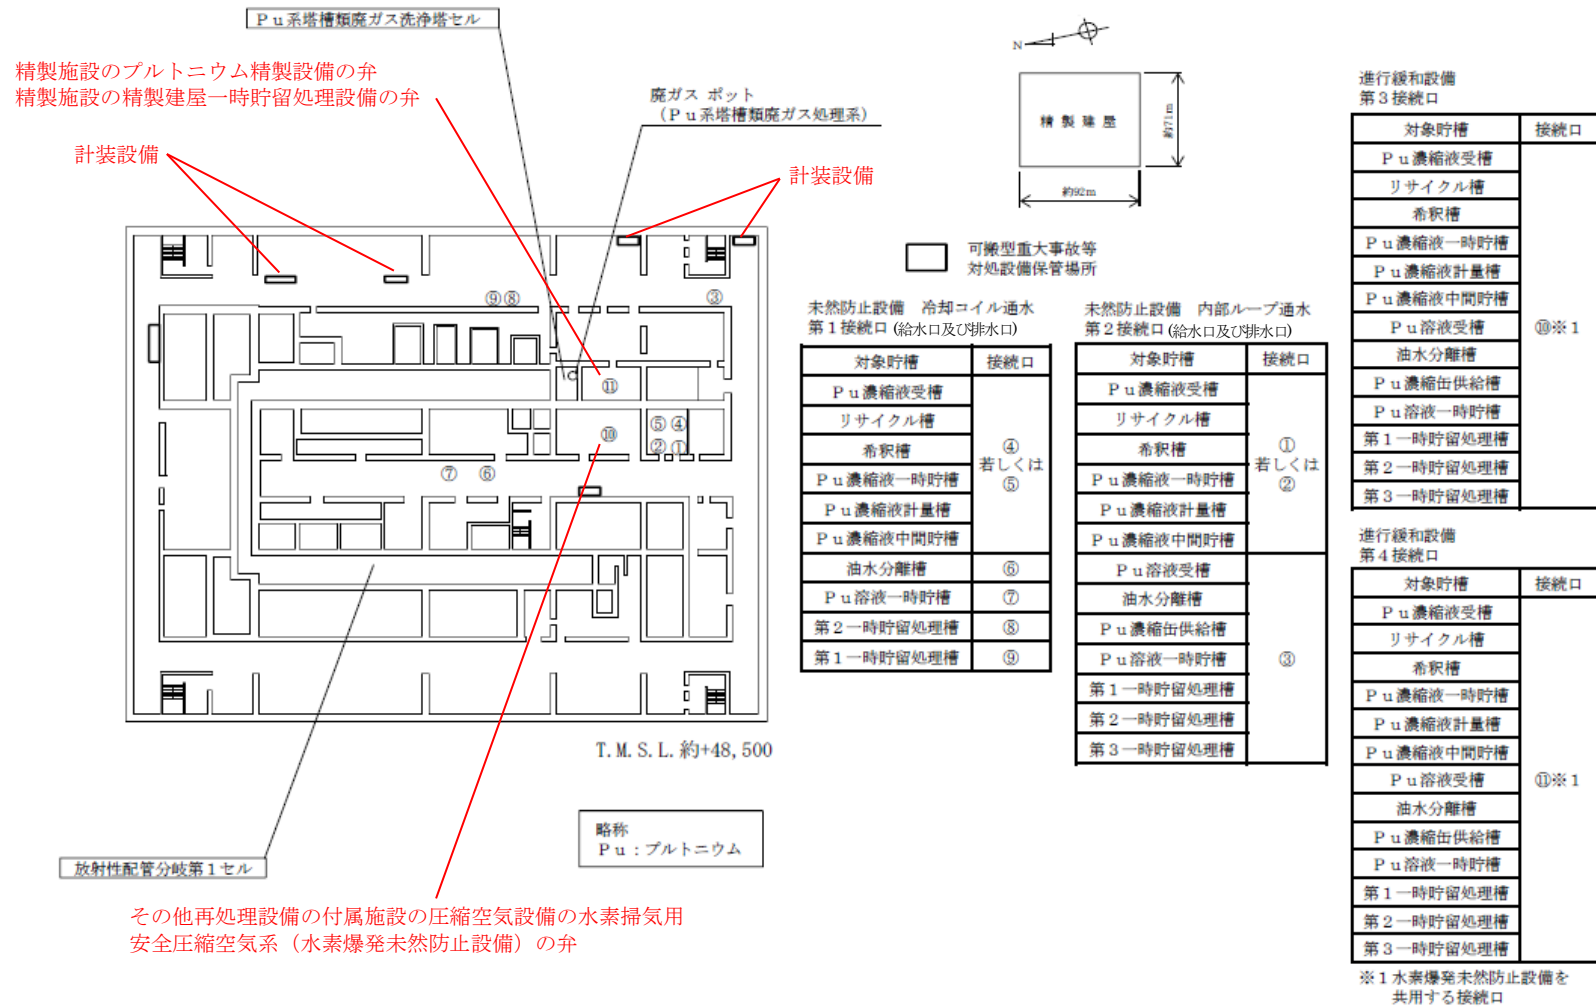 Ｐｕ系塔槽類廃ガス洗浄塔セル
精製施設のプルトニウム精製設備の弁
精製施設の精製建屋一時貯留処理設備の弁
計装設備
廃ガス ポット
（Ｐｕ系塔槽類廃ガス処理系）
計装設備
N
精製建屋
約71m
約92m
可搬型重大事故等
対処設備保管場所
⑨⑧
③
⑪
⑤④
⑩
②①
⑦
⑥
T.M.S.L.約+48,500
略称
Ｐｕ：プルトニウム
放射性配管分岐第１セル
その他再処理設備の付属施設の圧縮空気設備の水素掃気用
安全圧縮空気系（水素爆発未然防止設備）の弁
未然防止設備　冷却コイル通水
第１接続口 (給水口及び排水口)
対象貯槽　接続口
Ｐｕ濃縮液受槽
リサイクル槽
希釈槽
Ｐｕ濃縮液一時貯槽
Ｐｕ濃縮液計量槽
Ｐｕ濃縮液中間貯槽
④
若しくは
⑤
油水分離槽　⑥
Ｐｕ溶液一時貯槽　⑦
第２一時貯留処理槽　⑧
第１一時貯留処理槽　⑨
未然防止設備　内部ループ通水
第２接続口 (給水口及び排水口)
対象貯槽　接続口
Ｐｕ濃縮液受槽
リサイクル槽
希釈槽
Ｐｕ濃縮液一時貯槽
Ｐｕ濃縮液計量槽
Ｐｕ濃縮液中間貯槽
①
若しくは
②
Ｐｕ溶液受槽
油水分離槽
Ｐｕ濃縮缶供給槽
Ｐｕ溶液一時貯槽
第１一時貯留処理槽
第２一時貯留処理槽
第３一時貯留処理槽
③
進行緩和設備
第３接続口
対象貯槽　接続口
Ｐｕ濃縮液受槽
リサイクル槽
希釈槽
Ｐｕ濃縮液一時貯槽
Ｐｕ濃縮液計量槽
Ｐｕ濃縮液中間貯槽
Ｐｕ溶液受槽
油水分離槽
Ｐｕ濃縮缶供給槽
Ｐｕ溶液一時貯槽
第１一時貯留処理槽
第２一時貯留処理槽
第３一時貯留処理槽
⑩※１
進行緩和設備
第４接続口
対象貯槽　接続口
Ｐｕ濃縮液受槽
リサイクル槽
希釈槽
Ｐｕ濃縮液一時貯槽
Ｐｕ濃縮液計量槽
Ｐｕ濃縮液中間貯槽
Ｐｕ溶液受槽
油水分離槽
Ｐｕ濃縮缶供給槽
Ｐｕ溶液一時貯槽
第１一時貯留処理槽
第２一時貯留処理槽
第３一時貯留処理槽
⑪※１
※１水素爆発未然防止設備を
共用する接続口